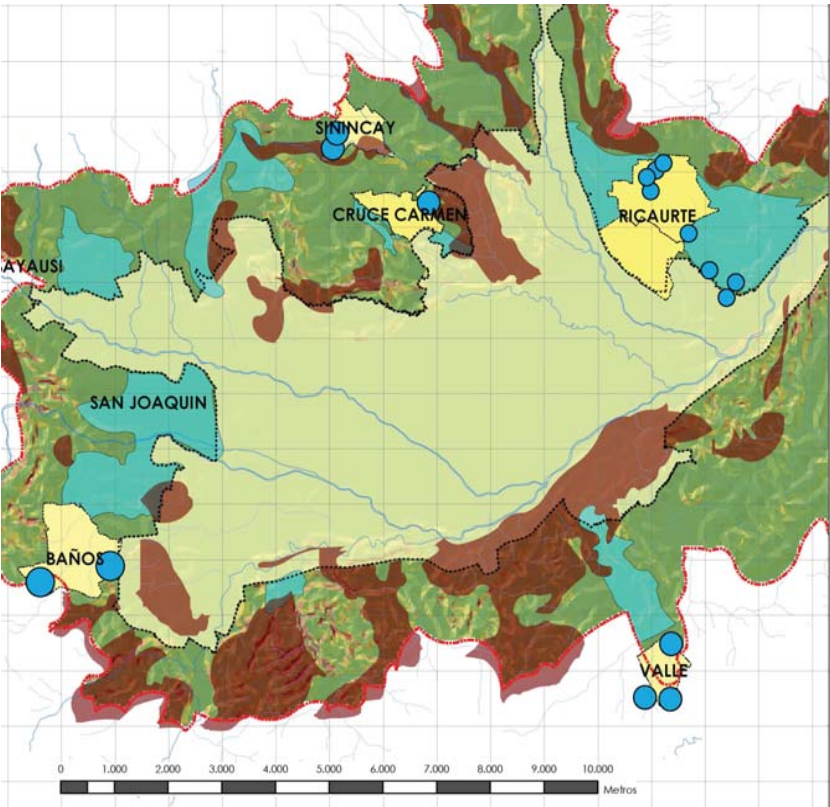 SININCAY
CRUCE CARMEN
RICAURTE
AYAUSI
SAN JOAQUIN
BAÑOS
VALLE
0 1.000 2.000 3.000 4.000 5.000 6.000 7.000 8.000 9.000 10.000
Metros